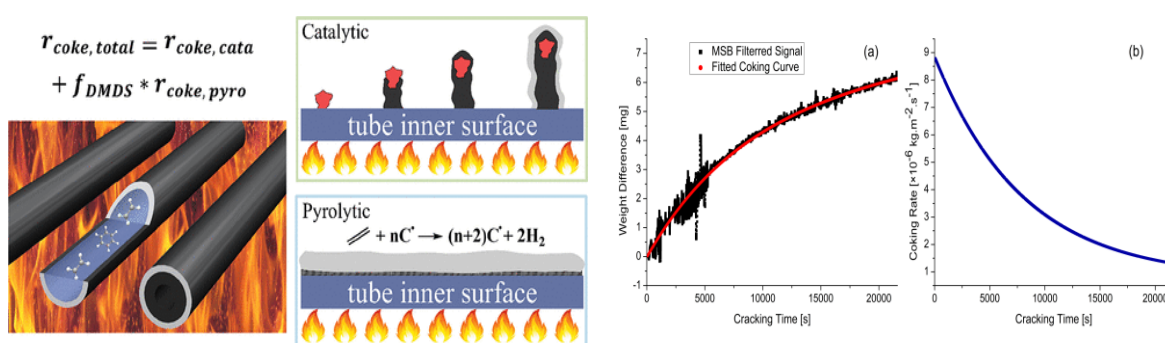 r_coke,total = r_coke,cata
+ f_DMDS * r_coke,pyro
Catalytic
tube inner surface
Pyrolytic
+ nC• → (n+2)C• + 2H₂
tube inner surface
MSB Filterred Signal
Fitted Coking Curve
(a)
Weight Difference [mg]
7
6
5
4
3
2
1
0
-1
0
5000
10000
15000
20000
Cracking Time [s]
(b)
Coking Rate [×10⁻⁶ kg.m⁻².s⁻¹]
9
8
7
6
5
4
3
2
1
0
5000
10000
15000
20000
Cracking Time [s]